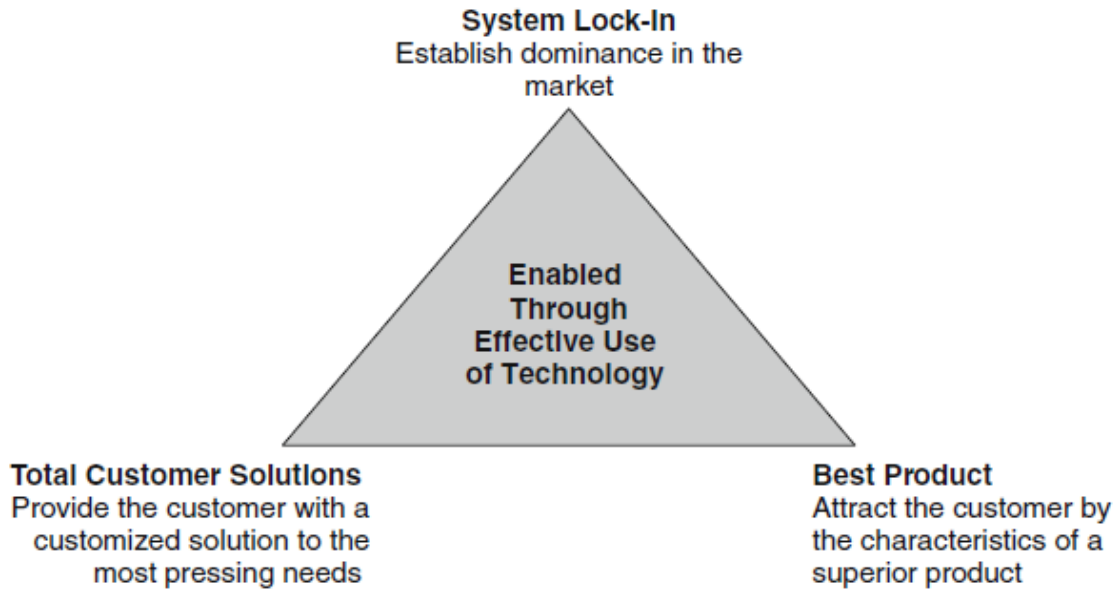 System Lock-In
Establish dominance in the
market
Enabled
Through
Effective Use
of Technology
Total Customer Solutions
Provide the customer with a
customized solution to the
most pressing needs
Best Product
Attract the customer by
the characteristics of a
superior product